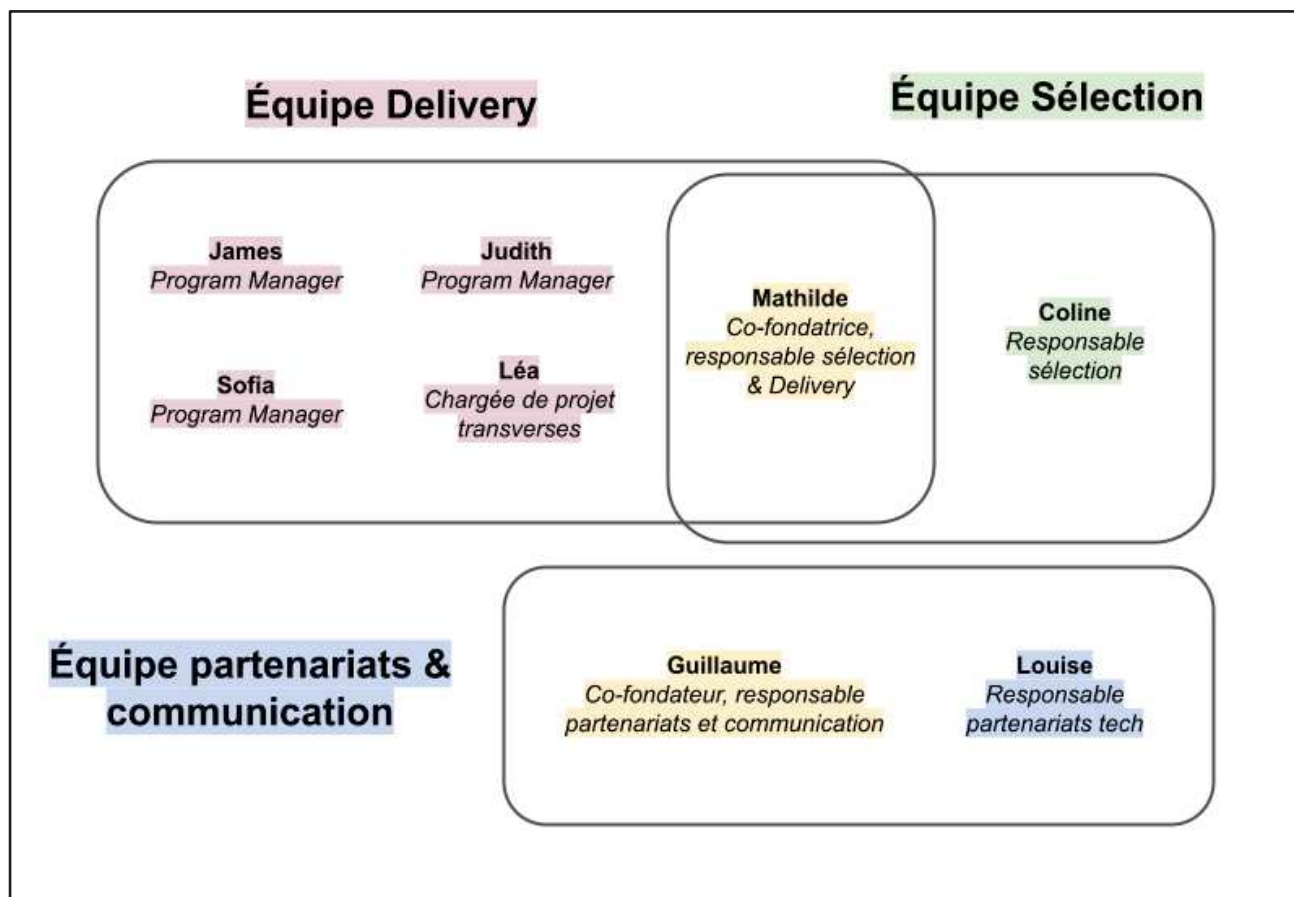 Équipe Delivery
Équipe Sélection
James
Program Manager
Judith
Program Manager
Sofia
Program Manager
Léa
Chargée de projet
transverses
Mathilde
Co-fondatrice,
responsable sélection
& Delivery
Coline
Responsable
sélection
Équipe partenariats &
communication
Guillaume
Co-fondateur, responsable
partenariats et communication
Louise
Responsable
partenariats tech